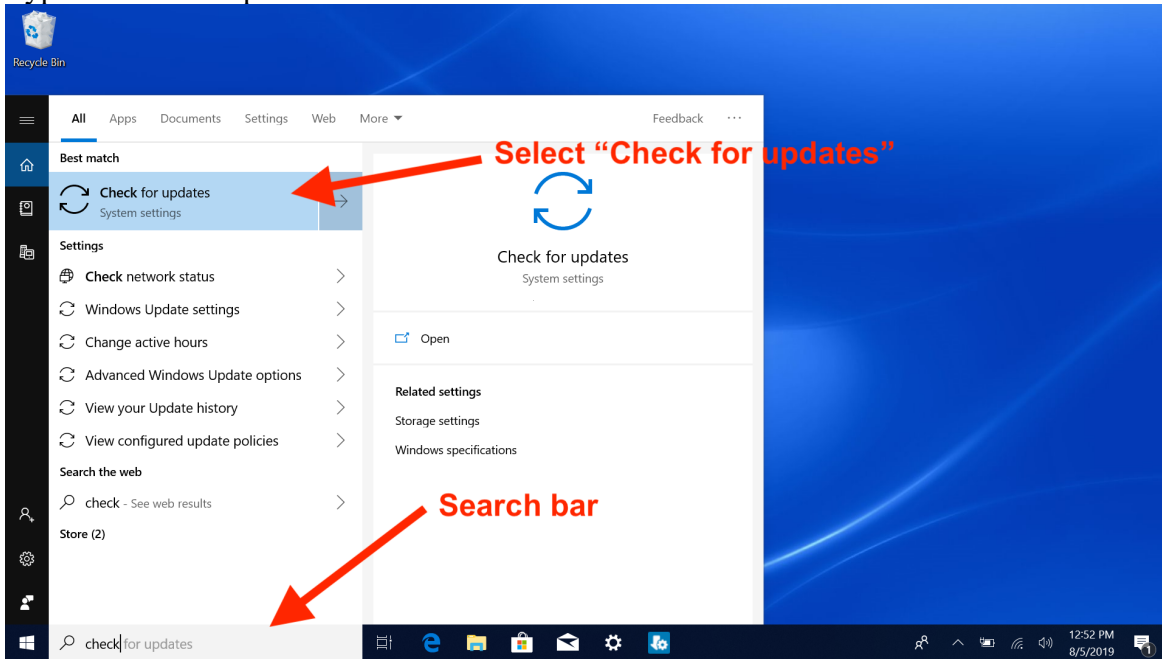 Recycle Bin
All Apps Documents Settings Web More Feedback ...
Select “Check for updates”
Best match
Check for updates
System settings
Settings
Check network status
Windows Update settings
Change active hours
Advanced Windows Update options
View your Update history
View configured update policies
Search the web
check - See web results
Store (2)
Check for updates
System settings
Open
Related settings
Storage settings
Windows specifications
Search bar
check for updates
12:52 PM
8/5/2019
1